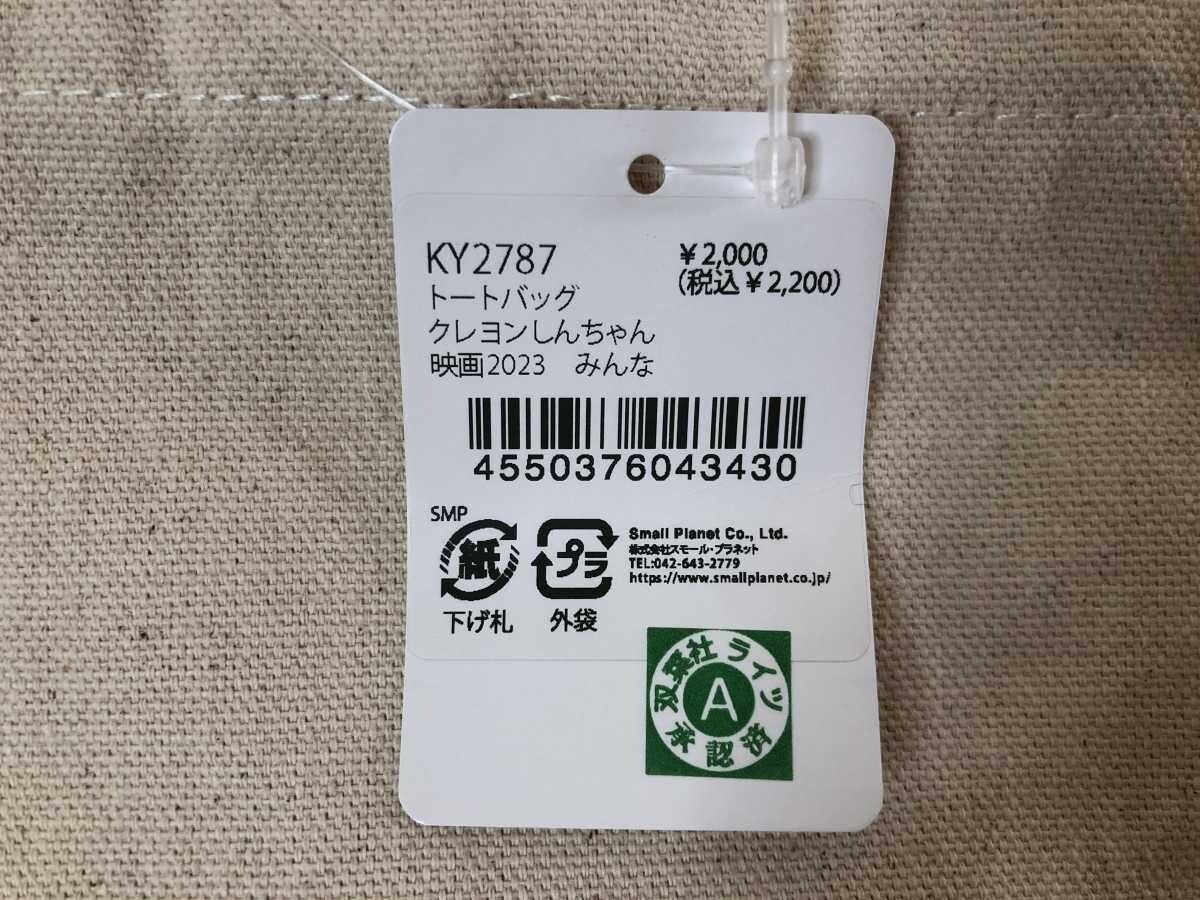 KY2787
¥2,000
(税込¥2,200)
トートバッグ
クレヨンしんちゃん
映画2023　みんな
4550376043430
SMP
紙
下げ札
プラ
外袋
Small Planet Co., Ltd.
株式会社スモール・プラネット
TEL:042-643-2779
https://www.smallplanet.co.jp/
双葉社ライツ
A
承認済